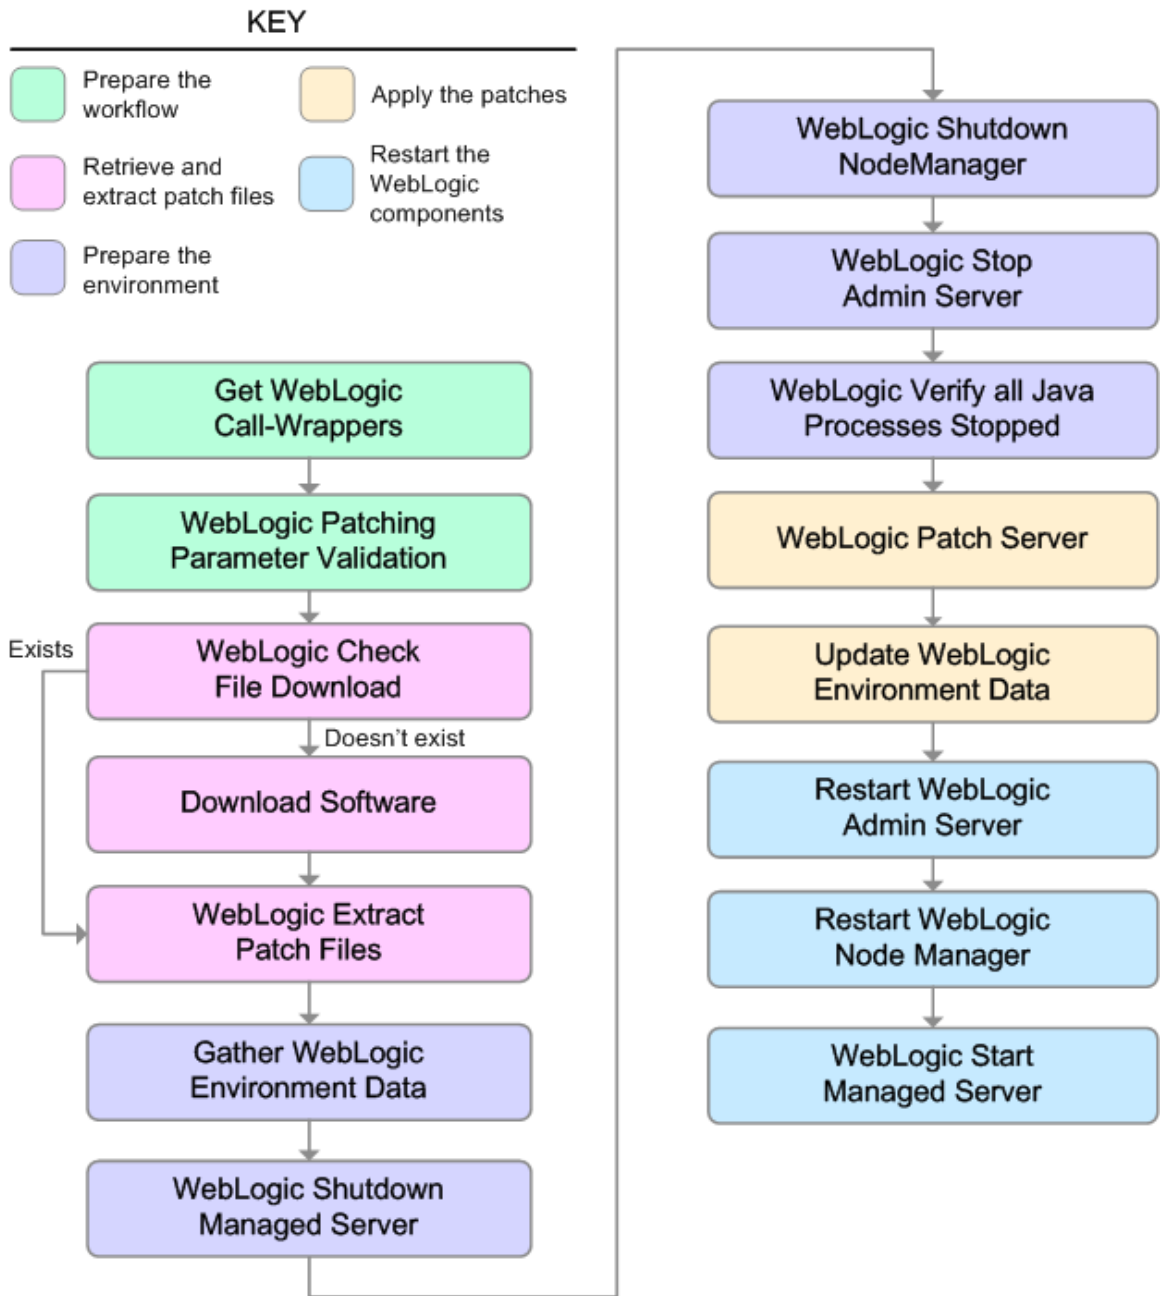 KEY
Prepare the
workflow
Apply the patches
Retrieve and
extract patch files
Restart the
WebLogic
components
Prepare the
environment
Get WebLogic
Call-Wrappers
WebLogic Patching
Parameter Validation
Exists
WebLogic Check
File Download
Doesn't exist
Download Software
WebLogic Extract
Patch Files
Gather WebLogic
Environment Data
WebLogic Shutdown
Managed Server
WebLogic Shutdown
NodeManager
WebLogic Stop
Admin Server
WebLogic Verify all Java
Processes Stopped
WebLogic Patch Server
Update WebLogic
Environment Data
Restart WebLogic
Admin Server
Restart WebLogic
Node Manager
WebLogic Start
Managed Server